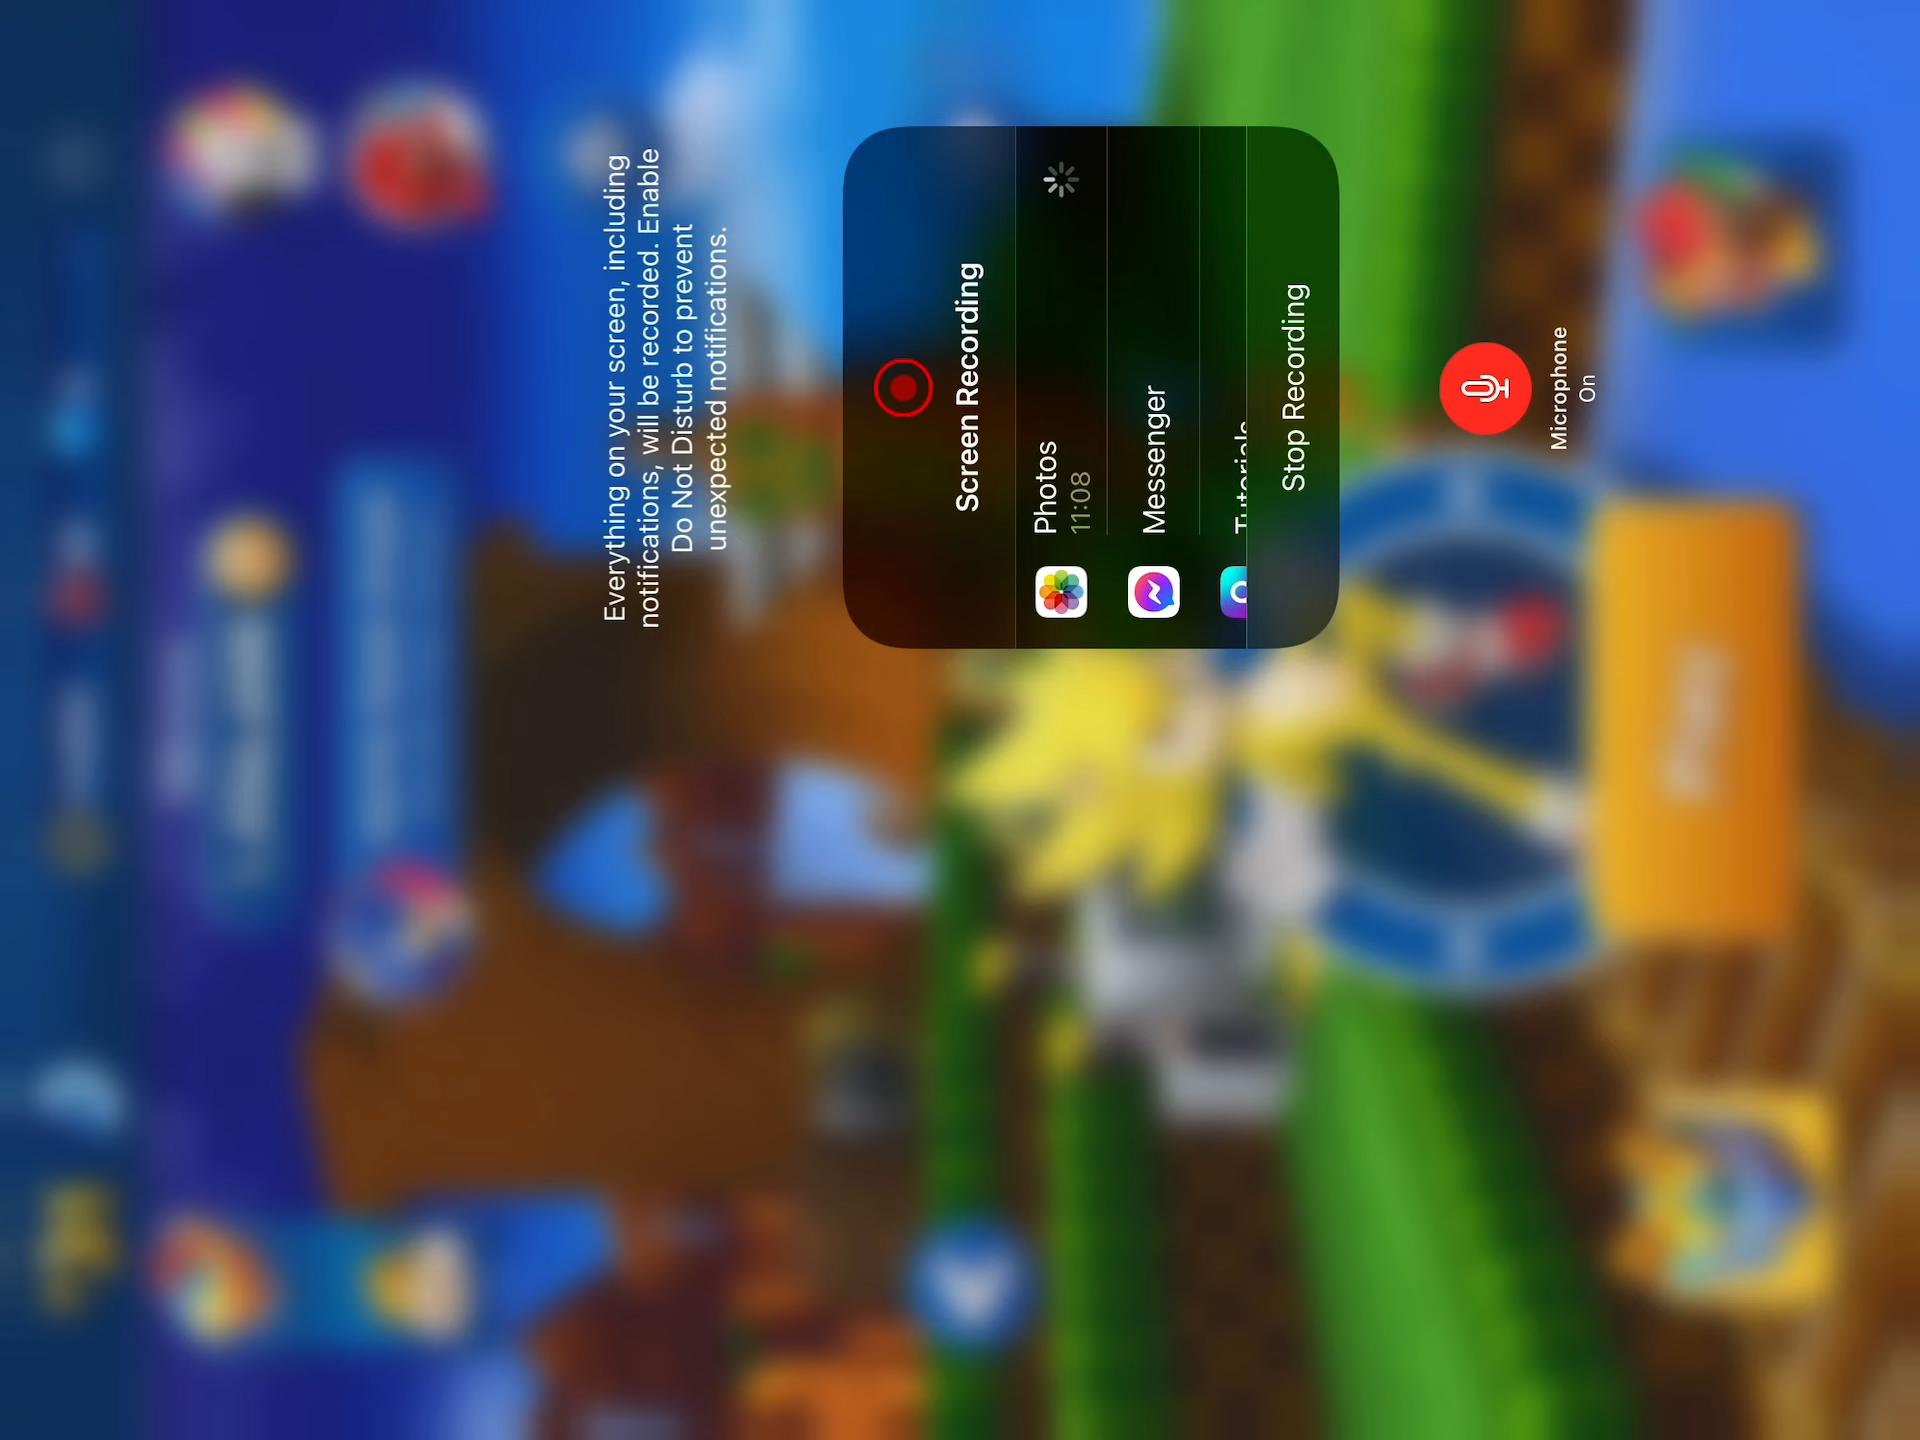 Everything on your screen, including
notifications, will be recorded. Enable
Do Not Disturb to prevent
unexpected notifications.
Screen Recording
Photos
11:08
Messenger
Tutorials
Stop Recording
Microphone
On